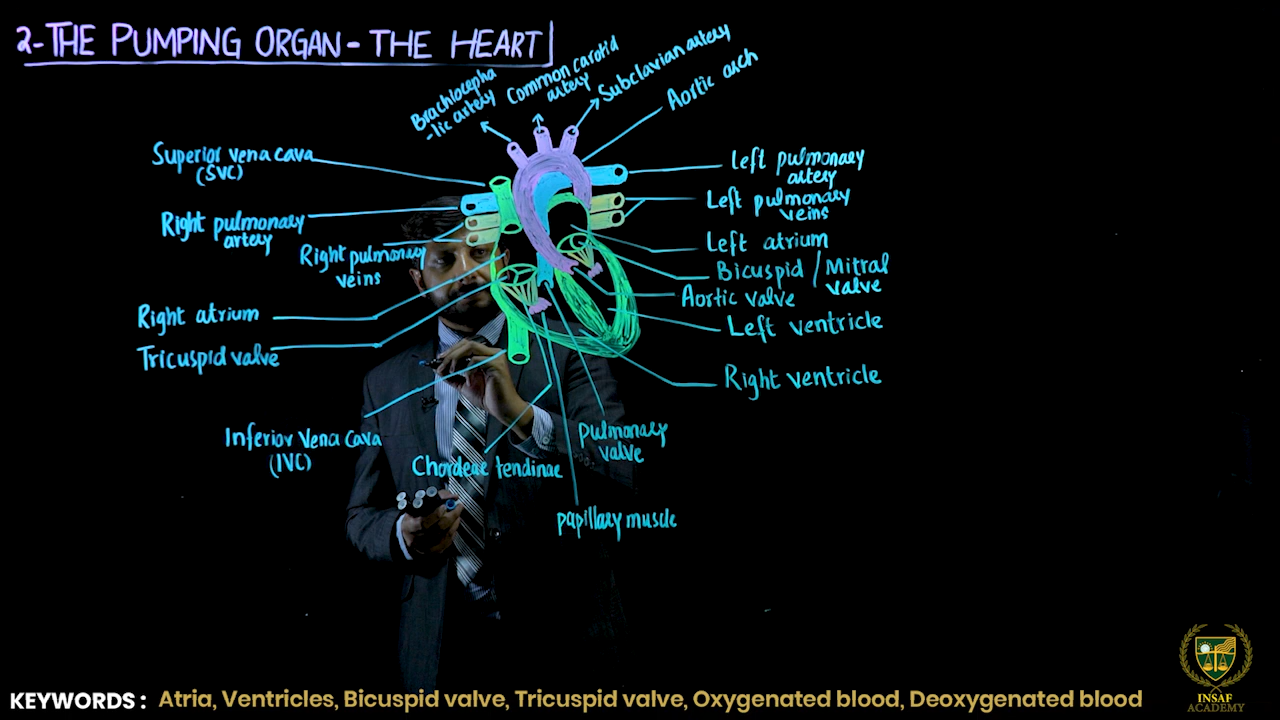 2-THE PUMPING ORGAN- THE HEART
Brachiocepha
-lic artery
Common carotid
artery
Subclavian artery
Aortic arch
Superior vena cava
(SVC)
Right pulmonary
artery
Right pulmonary
veins
Right atrium
Tricuspid valve
Inferior Vena Cava
(IVC)
Chordeae tendinae
Pulmonary
valve
papillary muscle
Left pulmonary
artery
Left pulmonary
veins
Left atrium
Bicuspid / Mitral
valve
Aortic valve
Left ventricle
Right ventricle
INSAF
ACADEMY
KEYWORDS : Atria, Ventricles, Bicuspid valve, Tricuspid valve, Oxygenated blood, Deoxygenated blood